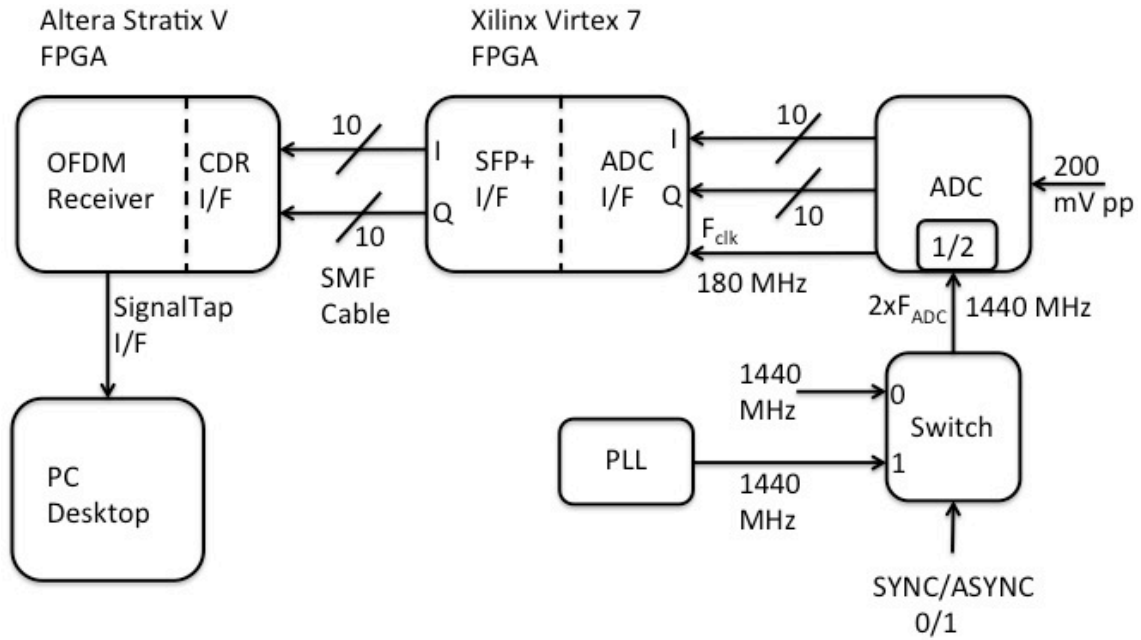 Altera Stratix V
FPGA
Xilinx Virtex 7
FPGA
OFDM
Receiver
CDR
I/F
10
10
SMF
Cable
I
Q
SFP+
I/F
ADC
I/F
I
Q
F_clk
180 MHz
10
10
ADC
1/2
200
mV pp
2xF_ADC
1440 MHz
SignalTap
I/F
PC
Desktop
PLL
1440
MHz
1440
MHz
0
1
Switch
SYNC/ASYNC
0/1